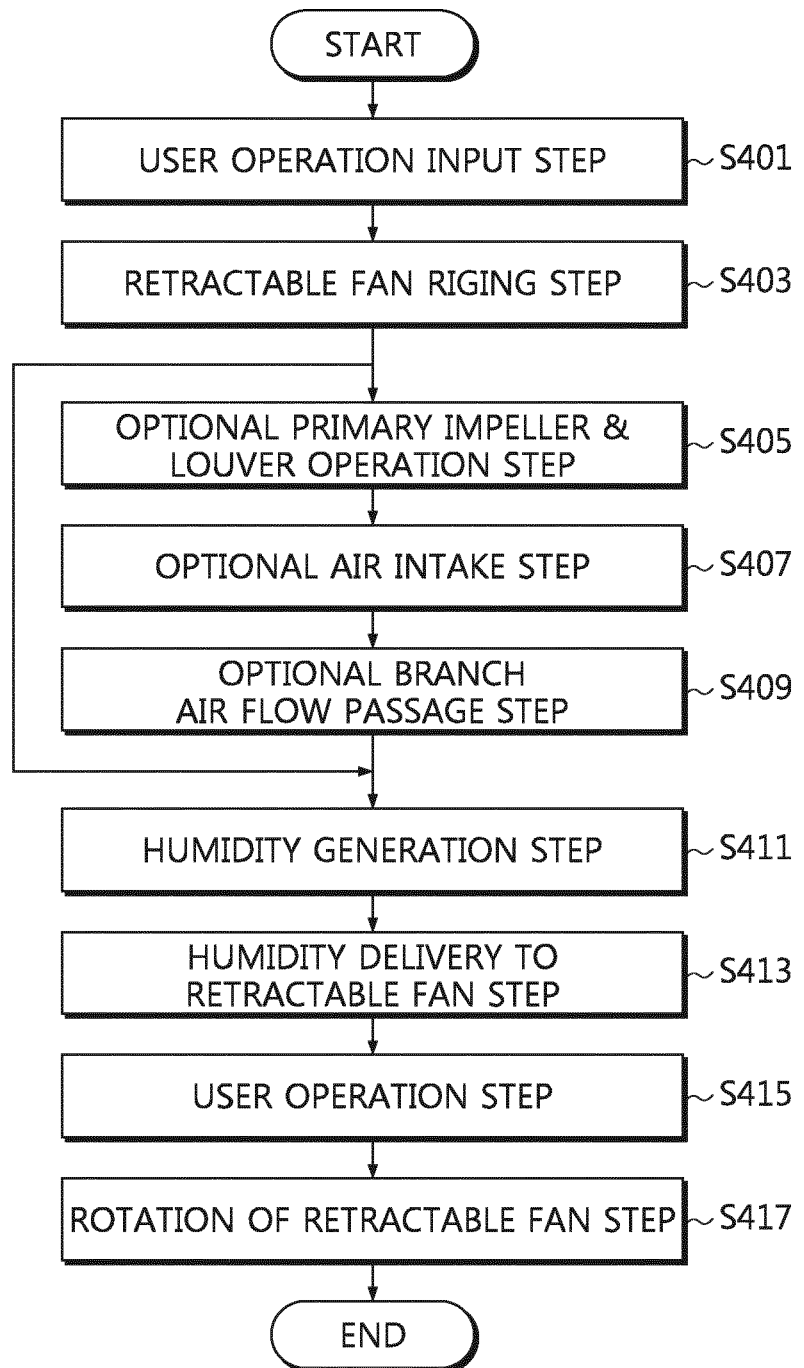 START
USER OPERATION INPUT STEP
S401
RETRACTABLE FAN RIGING STEP
S403
OPTIONAL PRIMARY IMPELLER &
LOUVER OPERATION STEP
S405
OPTIONAL AIR INTAKE STEP
S407
OPTIONAL BRANCH
AIR FLOW PASSAGE STEP
S409
HUMIDITY GENERATION STEP
S411
HUMIDITY DELIVERY TO
RETRACTABLE FAN STEP
S413
USER OPERATION STEP
S415
ROTATION OF RETRACTABLE FAN STEP
S417
END